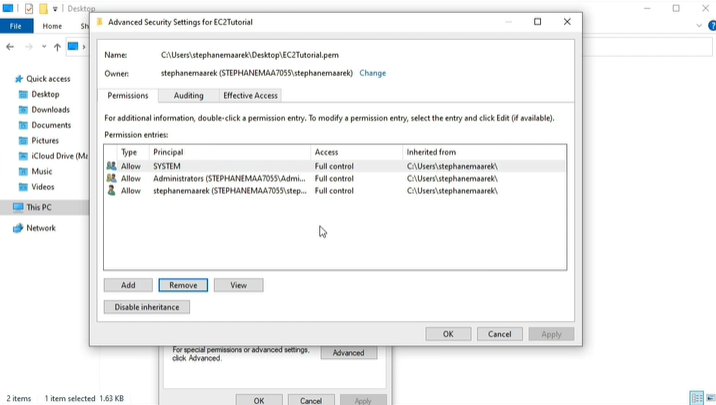 Desktop
File
Home
Sh
Advanced Security Settings for EC2Tutorial
Name:
C:\Users\stephanemaarek\Desktop\EC2Tutorial.pem
Owner:
stephanemaarek (STEPHANEMAA7055\stephanemaarek)
Change
Permissions
Auditing
Effective Access
For additional information, double-click a permission entry. To modify a permission entry, select the entry and click Edit (if available).
Permission entries:
Type Principal Access Inherited from
Allow SYSTEM Full control C:\Users\stephanemaarek\
Allow Administrators (STEPHANEMAA7055\Admi... Full control C:\Users\stephanemaarek\
Allow stephanemaarek (STEPHANEMAA7055\step... Full control C:\Users\stephanemaarek\
Add
Remove
View
Disable inheritance
OK
Cancel
Apply
Quick access
Desktop
Downloads
Documents
Pictures
iCloud Drive (Ma
Music
Videos
This PC
Network
For special permissions or advanced settings,
click Advanced.
Advanced
OK
Cancel
Apply
2 items
1 item selected 1.63 KB